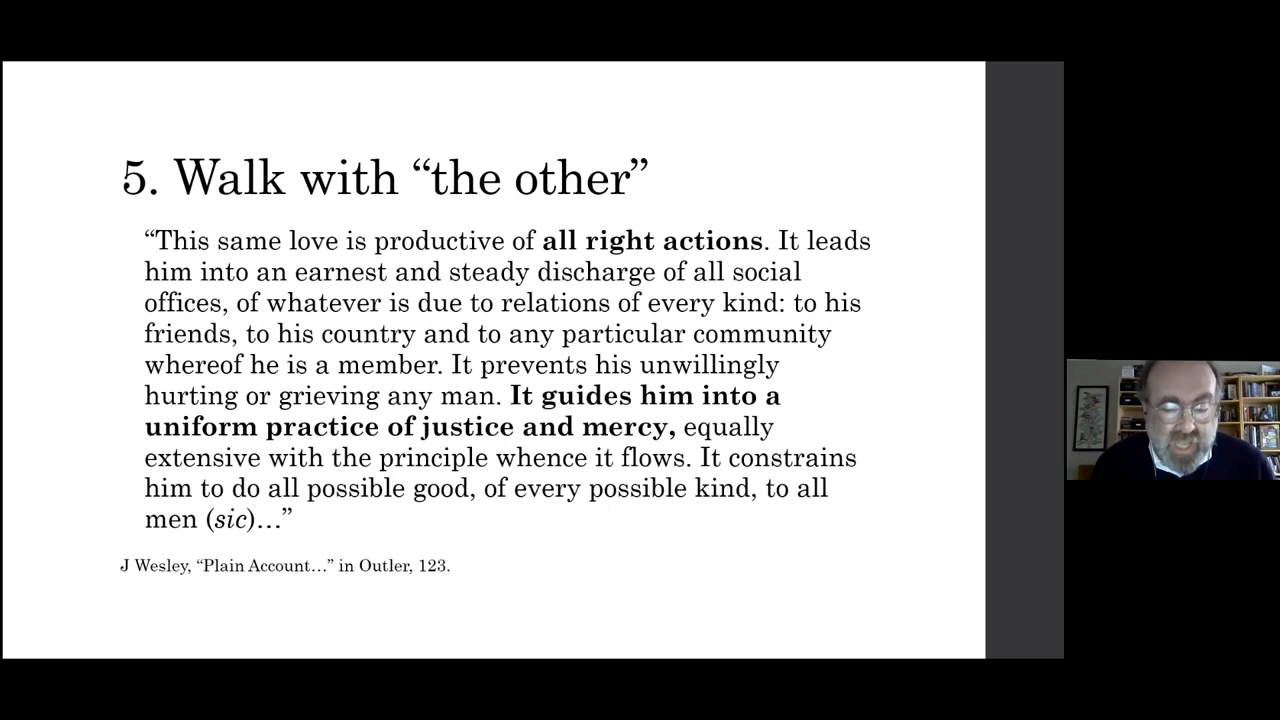 5. Walk with “the other”
“This same love is productive of all right actions. It leads
him into an earnest and steady discharge of all social
offices, of whatever is due to relations of every kind: to his
friends, to his country and to any particular community
whereof he is a member. It prevents his unwillingly
hurting or grieving any man. It guides him into a
uniform practice of justice and mercy, equally
extensive with the principle whence it flows. It constrains
him to do all possible good, of every possible kind, to all
men (sic)…”
J Wesley, “Plain Account…” in Outler, 123.